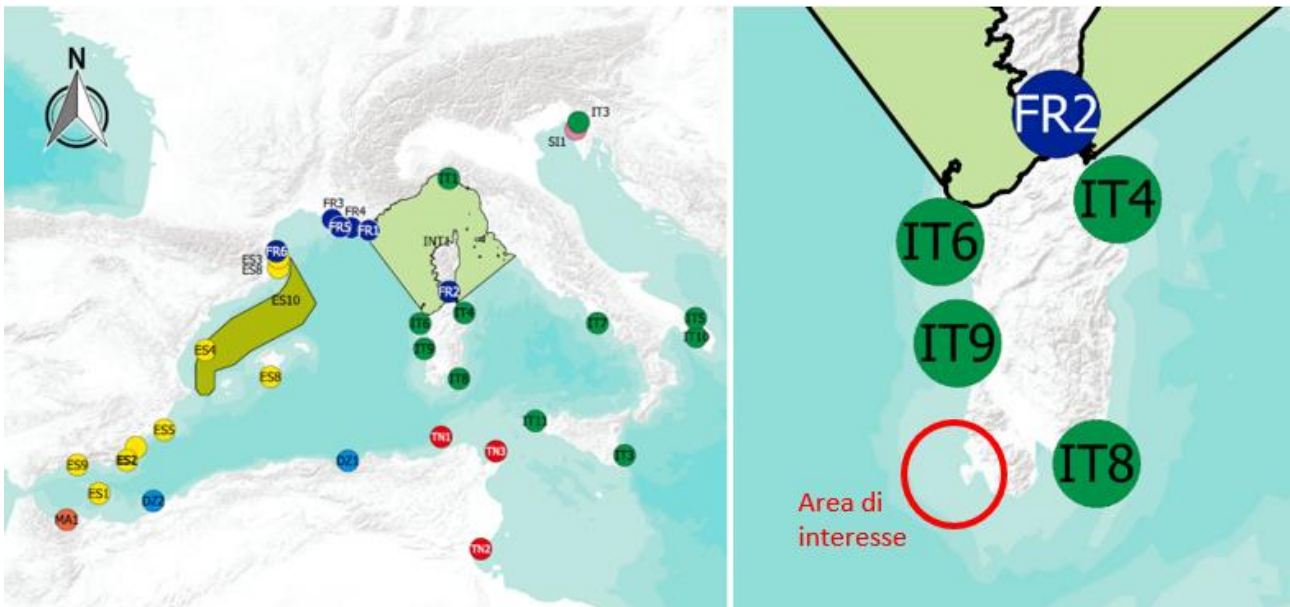 N
IT3
SI1
IT1
FR3
FR4
FR5
FR1
INT1
FR6
ES3
ES8
ES10
FR2
IT4
IT6
IT7
IT5
IT10
IT9
ES4
ES8
IT8
ES5
IT11
TN1
TN3
IT3
ES2
ES9
DZ1
ES1
DZ2
MA1
TN2
FR2
IT4
IT6
IT9
IT8
Area di
interesse